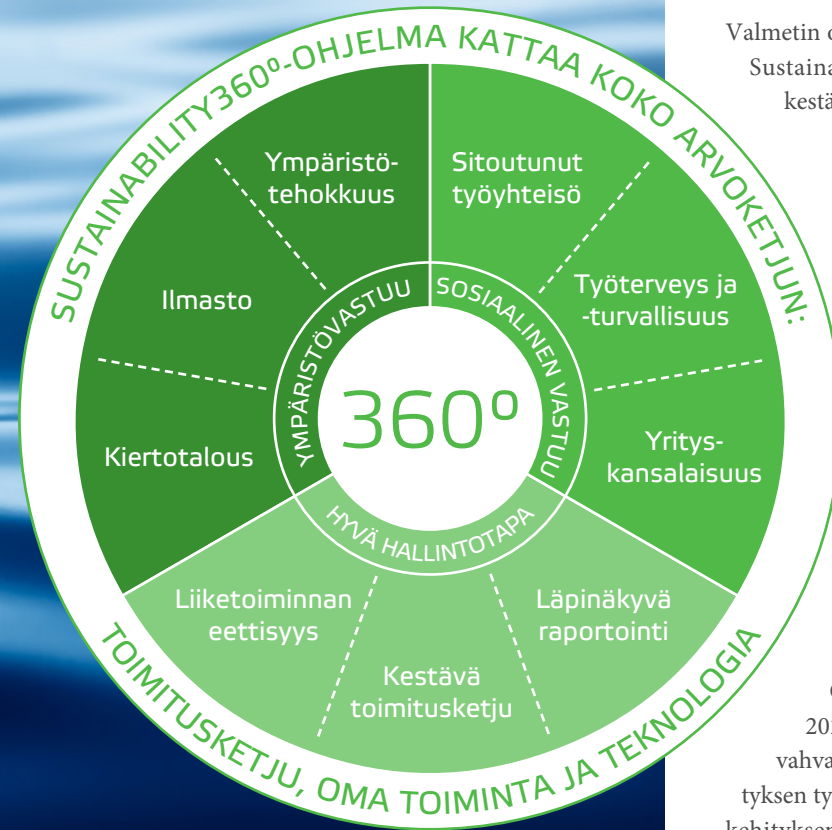 SUSTAINABILITY360º-OHJELMA KATTAA KOKO ARVOKETJUN:
TOIMITUSKETJU, OMA TOIMINTA JA TEKNOLOGIA
YMPÄRISTÖVASTUU
Ympäristö-
tehokkuus
Ilmasto
Kiertotalous
SOSIAALINEN VASTUU
Sitoutunut
työyhteisö
Työterveys ja
-turvallisuus
Yritys-
kansalaisuus
360º
HYVÄ HALLINTOTAPA
Liiketoiminnan
eettisyys
Kestävä
toimitusketju
Läpinäkyvä
raportointi
Valmetin
Sustaina
kestä
202
vahva
tyksen ty
kehityksen